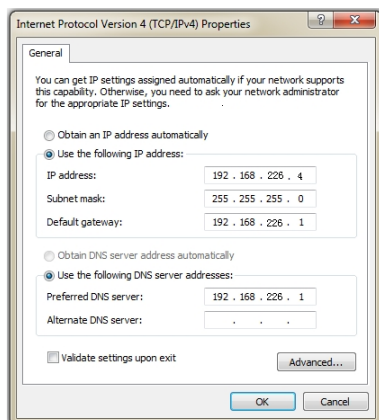 Internet Protocol Version 4 (TCP/IPv4) Properties
General
You can get IP settings assigned automatically if your network supports
this capability. Otherwise, you need to ask your network administrator
for the appropriate IP settings.
Obtain an IP address automatically
Use the following IP address:
IP address: 192 . 168 . 226 . 4
Subnet mask: 255 . 255 . 255 . 0
Default gateway: 192 . 168 . 226 . 1
Obtain DNS server address automatically
Use the following DNS server addresses:
Preferred DNS server: 192 . 168 . 226 . 1
Alternate DNS server: . . .
Validate settings upon exit
Advanced...
OK Cancel